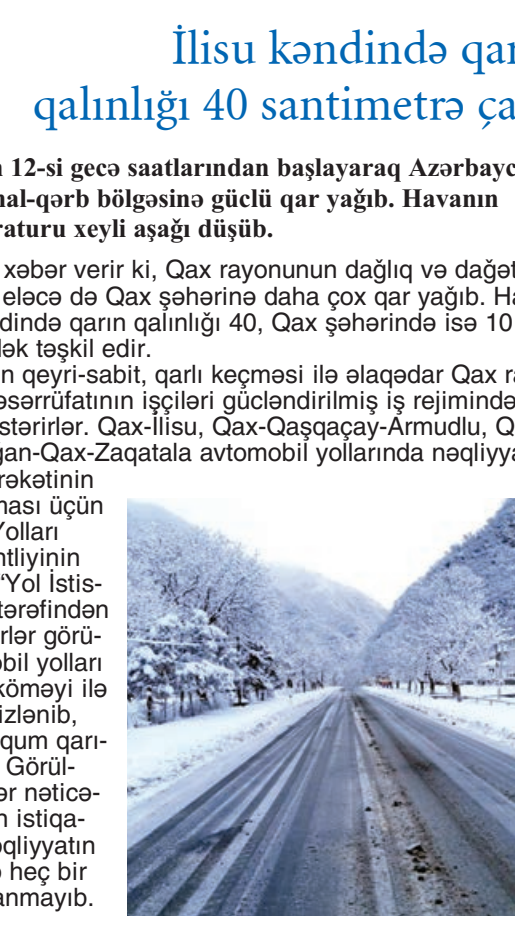 İlisu kəndində qar
qalınlığı 40 santimetrə ça
12-si gecə saatlarından başlayaraq Azərbayc
al-qərb bölgəsinə güclü qar yağıb. Havanın
raturu xeyli aşağı düşüb.
xəbər verir ki, Qax rayonunun dağlıq və dağət
eləcə də Qax şəhərinə daha çox qar yağıb. Ha
dində qarın qalınlığı 40, Qax şəhərində isə 10
dək təşkil edir.
n qeyri-sabit, qarlı keçməsi ilə əlaqədar Qax ra
əsərrüfatının işçiləri gücləndirilmiş iş rejimində
stərirlər. Qax-İlisu, Qax-Qaşqaçay-Armudlu, Q
gan-Qax-Zaqatala avtomobil yollarında nəqliyya
rəkətinin
ması üçün
Yolları
ntliyinin
“Yol İstis-
tərəfindən
rlər görü-
bil yolları
köməyi ilə
izlənib,
qum qarı-
Görül-
ər nəticə-
n istiqa-
qliyyatın
heç bir
anmayıb.